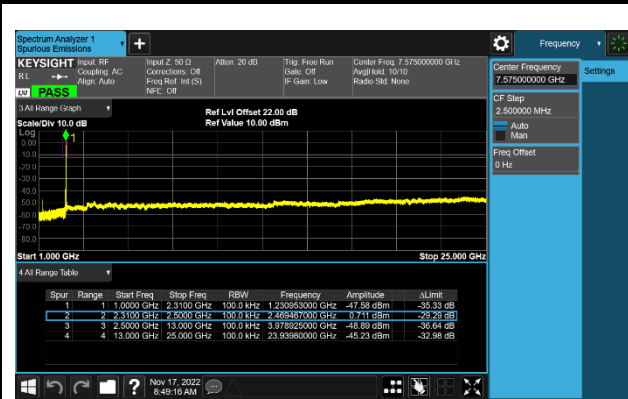 Spectrum Analyzer 1
Spurious Emissions
Frequency
KEYSIGHT
R L
LV PASS
Input: RF
Coupling: AC
Align: Auto
Input Z: 50 Ω
Corrections: Off
Freq Ref: Int (S)
NFE: Off
Atten: 20 dB
Trig: Free Run
Gate: Off
IF Gain: Low
Center Freq: 7.575000000 GHz
Avg|Hold: 10/10
Radio Std: None
Center Frequency
7.575000000 GHz
Settings
CF Step
2.500000 MHz
Auto
Man
Freq Offset
0 Hz
3 All Range Graph
Scale/Div 10.0 dB
Ref Lvl Offset 22.00 dB
Ref Value 10.00 dBm
Log
1
0.00
-10.0
-20.0
-30.0
-40.0
-50.0
-60.0
-70.0
-80.0
Start 1.000 GHz
Stop 25.000 GHz
4 All Range Table
Spur Range Start Freq Stop Freq RBW Frequency Amplitude ΔLimit
1 1 1.0000 GHz 2.3100 GHz 100.0 kHz 1.230953000 GHz -47.58 dBm -35.33 dB
2 2 2.3100 GHz 2.5000 GHz 100.0 kHz 2.469467000 GHz 0.711 dBm -29.29 dB
3 3 2.5000 GHz 13.000 GHz 100.0 kHz 3.978925000 GHz -48.89 dBm -36.64 dB
4 4 13.000 GHz 25.000 GHz 100.0 kHz 23.93980000 GHz -45.23 dBm -32.98 dB
Nov 17, 2022
8:49:16 AM